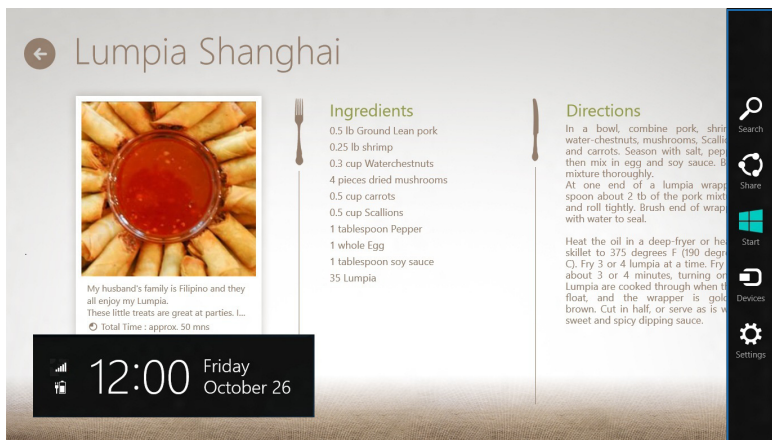 Lumpia Shanghai
My husband's family is Filipino and they
all enjoy my Lumpia.
These little treats are great at parties. I...
Total Time : approx. 50 mns
Ingredients
0.5 lb Ground Lean pork
0.25 lb shrimp
0.3 cup Waterchestnuts
4 pieces dried mushrooms
0.5 cup carrots
0.5 cup Scallions
1 tablespoon Pepper
1 whole Egg
1 tablespoon soy sauce
35 Lumpia
Directions
In a bowl, combine pork,
water-chestnuts, mushrooms,
and carrots. Season with salt,
then mix in egg and soy sauce.
mixture thoroughly.
At one end of a lumpia
spoon about 2 tb of the pork
and roll tightly. Brush end of
with water to seal.
Heat the oil in a deep-fryer or
skillet to 375 degrees F (190
C). Fry 3 or 4 lumpia at a time. Fry
about 3 or 4 minutes, turning
Lumpia are cooked through when
float, and the wrapper is
brown. Cut in half, or serve as is
sweet and spicy dipping sauce.
12:00
Friday
October 26
Search
Share
Start
Devices
Settings